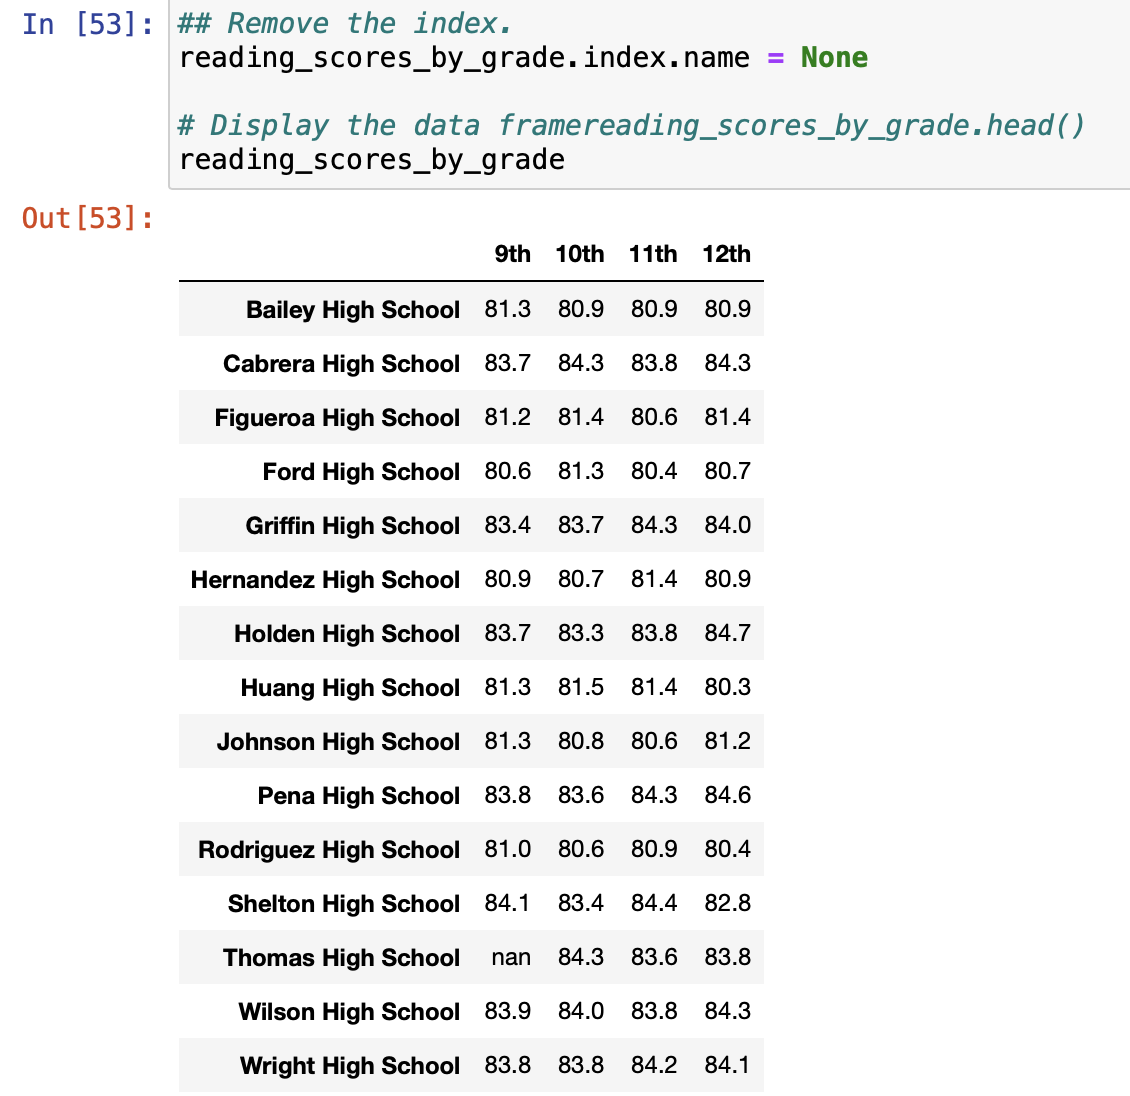 In [53]: ## Remove the index.
reading_scores_by_grade.index.name = None
# Display the data framereading_scores_by_grade.head()
reading_scores_by_grade
Out[53]:
9th 10th 11th 12th
Bailey High School 81.3 80.9 80.9 80.9
Cabrera High School 83.7 84.3 83.8 84.3
Figueroa High School 81.2 81.4 80.6 81.4
Ford High School 80.6 81.3 80.4 80.7
Griffin High School 83.4 83.7 84.3 84.0
Hernandez High School 80.9 80.7 81.4 80.9
Holden High School 83.7 83.3 83.8 84.7
Huang High School 81.3 81.5 81.4 80.3
Johnson High School 81.3 80.8 80.6 81.2
Pena High School 83.8 83.6 84.3 84.6
Rodriguez High School 81.0 80.6 80.9 80.4
Shelton High School 84.1 83.4 84.4 82.8
Thomas High School nan 84.3 83.6 83.8
Wilson High School 83.9 84.0 83.8 84.3
Wright High School 83.8 83.8 84.2 84.1